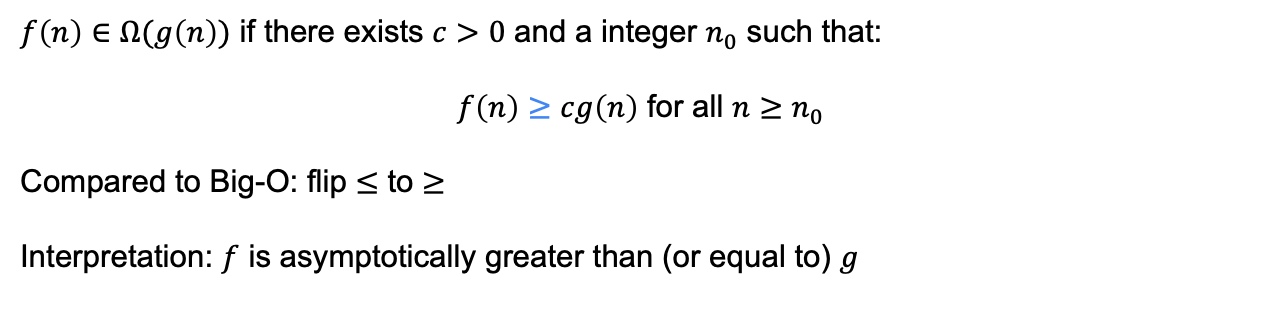 f(n) ∈ Ω(g(n)) if there exists c > 0 and a integer n₀ such that:
f(n) ≥ cg(n) for all n ≥ n₀
Compared to Big-O: flip ≤ to ≥
Interpretation: f is asymptotically greater than (or equal to) g